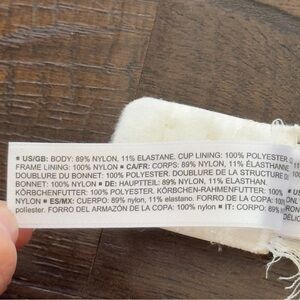 ■ US/GB: BODY: 89% NYLON, 11% ELASTANE. CUP LINING: 100% POLYESTER.
FRAME LINING: 100% NYLON ■ CA/FR: CORPS: 89% NYLON, 11% ÉLASTHANNE.
DOUBLURE DU BONNET: 100% POLYESTER. DOUBLURE DE LA STRUCTURE DU
BONNET: 100% NYLON ■ DE: HAUPTTEIL: 89% NYLON, 11% ELASTHAN.
KÖRBCHENFUTTER: 100% POLYESTER. KÖRBCHEN-RAHMENFUTTER: 100%
NYLON ■ ES/MX: CUERPO: 89% nylon, 11% elastano. FORRO DE LA COPA: 100%
poliéster. FORRO DEL ARMAZÓN DE LA COPA: 100% nylon ■ IT: CORPO: 89%